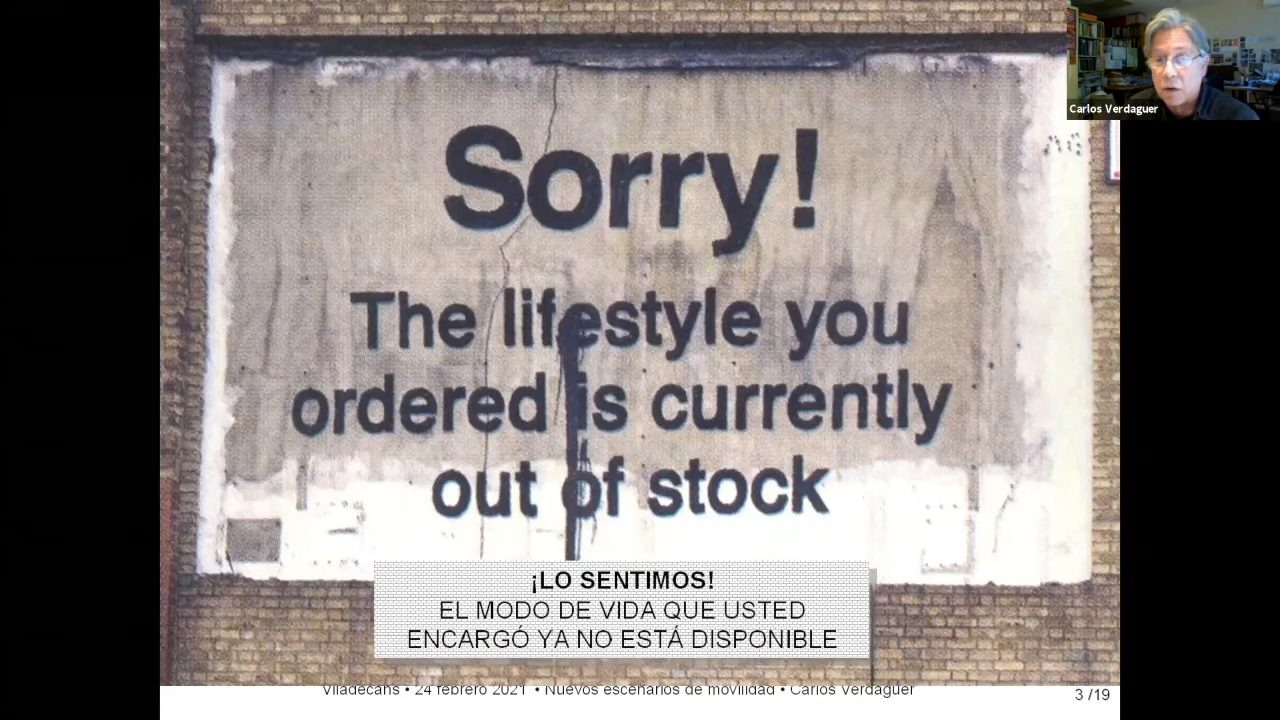 Carlos Verdaguer
Sorry!
The lifestyle you
ordered is currently
out of stock
¡LO SENTIMOS!
EL MODO DE VIDA QUE USTED
ENCARGÓ YA NO ESTÁ DISPONIBLE
Viladecans • 24 febrero 2021 • Nuevos escenarios de movilidad • Carlos Verdaguer
3 /19